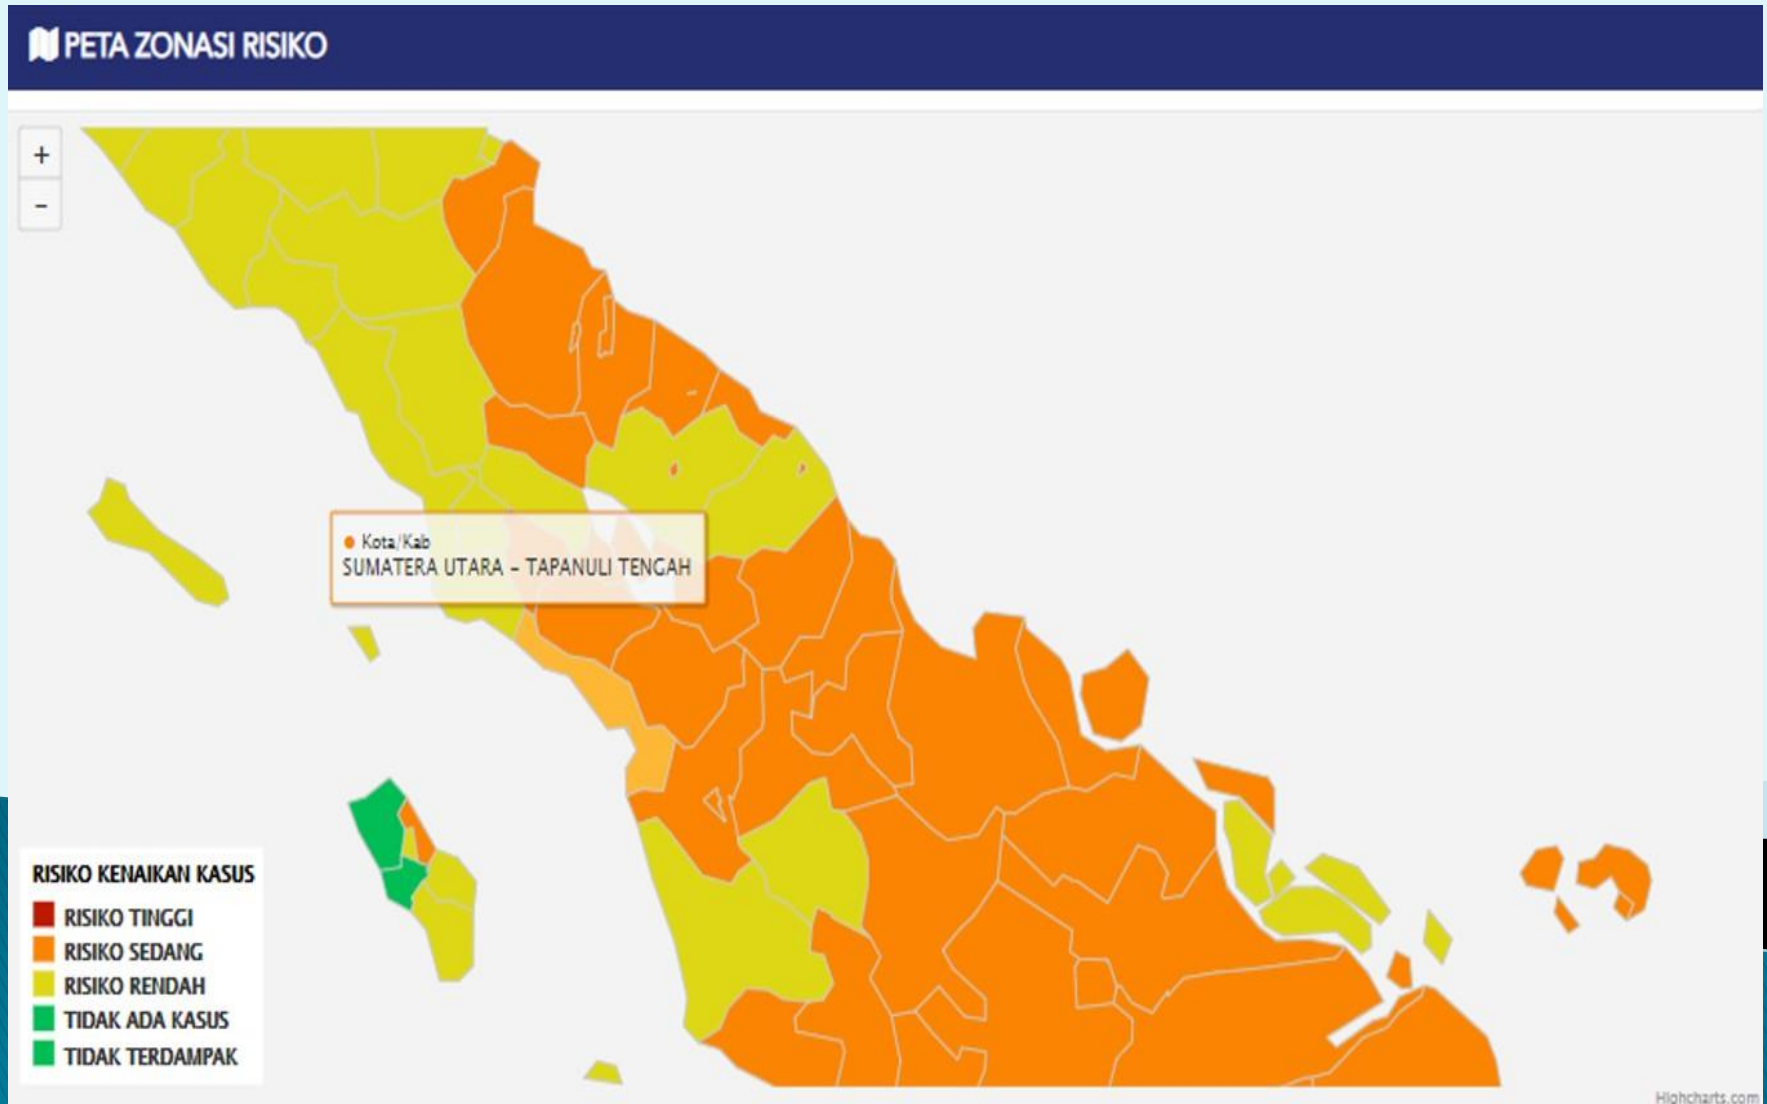 PETA ZONASI RISIKO
+
-
● Kota/Kab
SUMATERA UTARA - TAPANULI TENGAH
RISIKO KENAIKAN KASUS
RISIKO TINGGI
RISIKO SEDANG
RISIKO RENDAH
TIDAK ADA KASUS
TIDAK TERDAMPAK
Highcharts.com